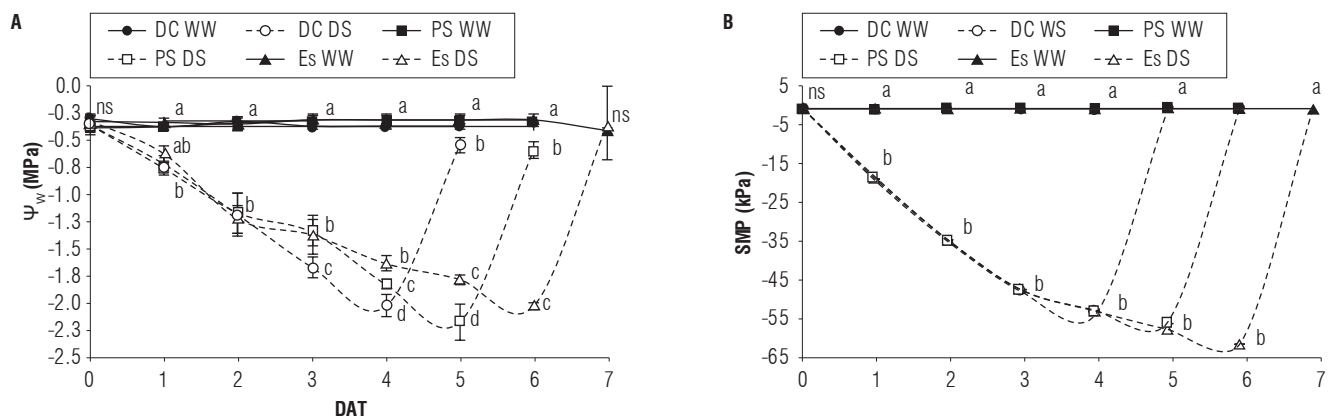 A
DC WW DC DS PS WW
PS DS Es WW Es DS
0.0
-0.3
-0.5
-0.8
-1.0
-1.3
-1.5
-1.8
-2.0
-2.3
-2.5
Ψw (MPa)
ns a a a a a a ns
ab
b b b
b b c
c c
c d d
0 1 2 3 4 5 6 7
DAT
B
DC WW DC WS PS WW
PS DS Es WW Es DS
5
-5
-15
-25
-35
-45
-55
-65
SMP (kPa)
ns a a a a a a
b
b
b
b b
b
0 1 2 3 4 5 6 7